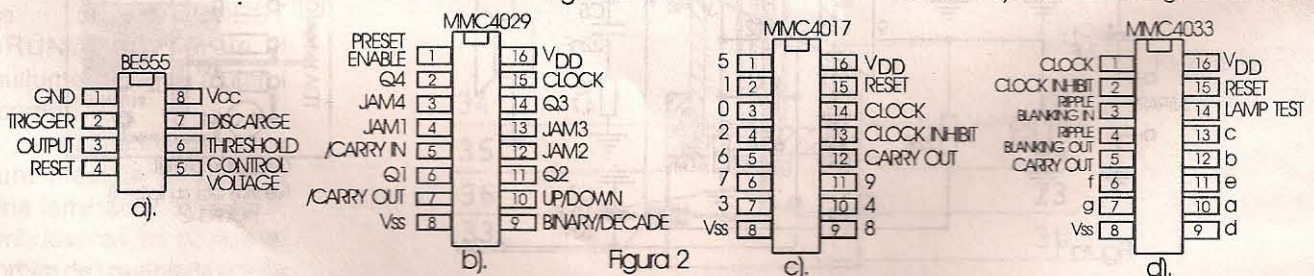 BE555
GND 1 8 Vcc
TRIGGER 2 7 DISCHARGE
OUTPUT 3 6 THRESHOLD
RESET 4 5 CONTROL VOLTAGE
a).
MMC4029
PRESET ENABLE 1 16 VDD
Q4 2 15 CLOCK
JAM4 3 14 Q3
JAM1 4 13 JAM3
/CARRY IN 5 12 JAM2
Q1 6 11 Q2
/CARRY OUT 7 10 UP/DOWN
Vss 8 9 BINARY/DECADE
b).
Figura 2
MMC4017
5 1 16 VDD
1 2 15 RESET
0 3 14 CLOCK
2 4 13 CLOCK INHIBIT
6 5 12 CARRY OUT
7 6 11 9
3 7 10 4
Vss 8 9 8
c).
MMC4033
CLOCK 1 16 VDD
CLOCK INHIBIT 2 15 RESET
RIPPLE BLANKING IN 3 14 LAMP TEST
RIPPLE BLANKING OUT 4 13 c
CARRY OUT 5 12 b
f 6 11 e
g 7 10 a
Vss 8 9 d
d).